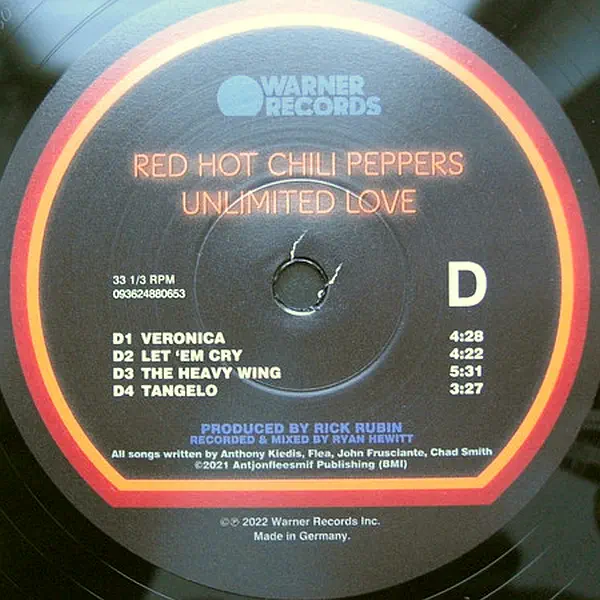 WARNER
RECORDS
RED HOT CHILI PEPPERS
UNLIMITED LOVE
33 1/3 RPM
093624880653
D
D1 VERONICA 4:28
D2 LET 'EM CRY 4:22
D3 THE HEAVY WING 5:31
D4 TANGELO 3:27
PRODUCED BY RICK RUBIN
RECORDED & MIXED BY RYAN HEWITT
All songs written by Anthony Kiedis, Flea, John Frusciante, Chad Smith
©2021 Antjonfleesmif Publishing (BMI)
©℗ 2022 Warner Records Inc.
Made in Germany.